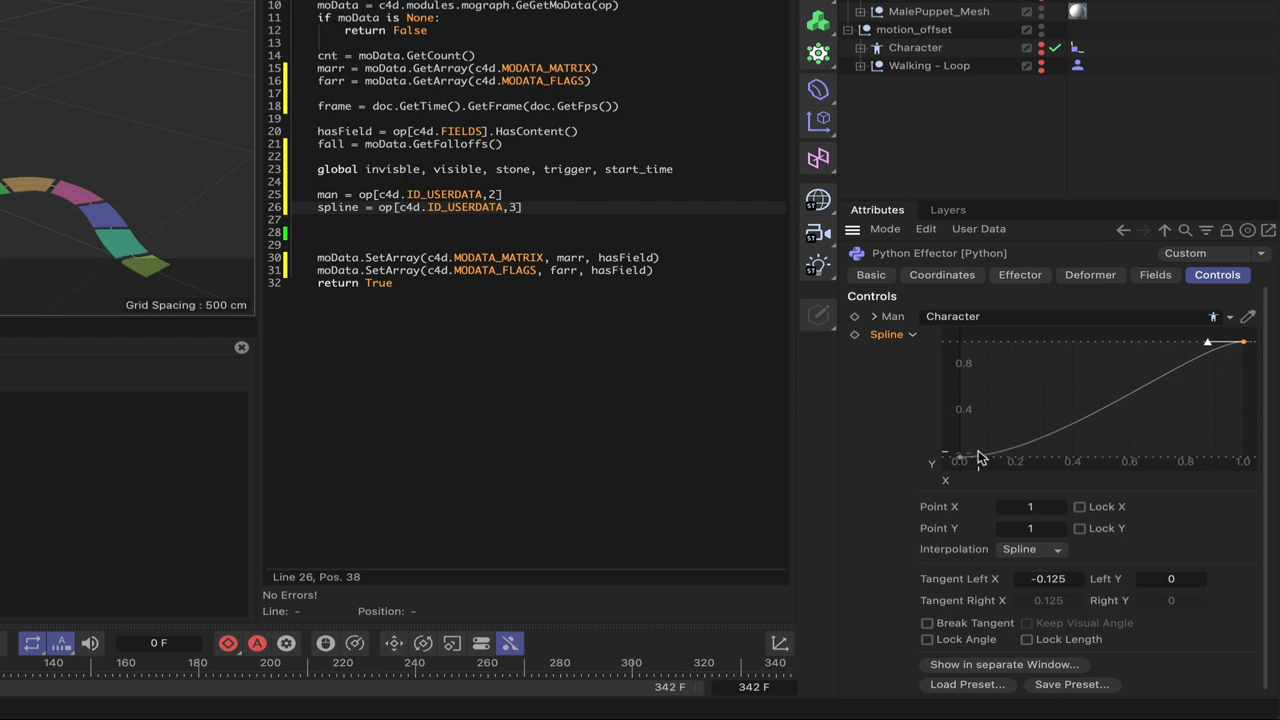 10 moData = c4d.modules.mograph.GeGetMoData(op)
11 if moData is None:
12 return False
13
14 cnt = moData.GetCount()
15 marr = moData.GetArray(c4d.MODATA_MATRIX)
16 farr = moData.GetArray(c4d.MODATA_FLAGS)
17
18 frame = doc.GetTime().GetFrame(doc.GetFps())
19
20 hasField = op[c4d.FIELDS].HasContent()
21 fall = moData.GetFalloffs()
22
23 global invisble, visible, stone, trigger, start_time
24
25 man = op[c4d.ID_USERDATA,2]
26 spline = op[c4d.ID_USERDATA,3]
27
28
29
30 moData.SetArray(c4d.MODATA_MATRIX, marr, hasField)
31 moData.SetArray(c4d.MODATA_FLAGS, farr, hasField)
32 return True
Grid Spacing : 500 cm
Line 26, Pos. 38
No Errors!
Line: - Position: -
0 F
140 160 180 200 220 240 260 280 300 320 340
342 F 342 F
MalePuppet_Mesh
motion_offset
Character
Walking - Loop
ST
ST
ST
Attributes Layers
Mode Edit User Data
Python Effector [Python] Custom
Basic Coordinates Effector Deformer Fields Controls
Controls
Man Character
Spline
0.8
0.4
Y 0.0 0.2 0.4 0.6 0.8 1.0
X
Point X 1 Lock X
Point Y 1 Lock Y
Interpolation Spline
Tangent Left X -0.125 Left Y 0
Tangent Right X 0.125 Right Y 0
Break Tangent Keep Visual Angle
Lock Angle Lock Length
Show in separate Window...
Load Preset... Save Preset...